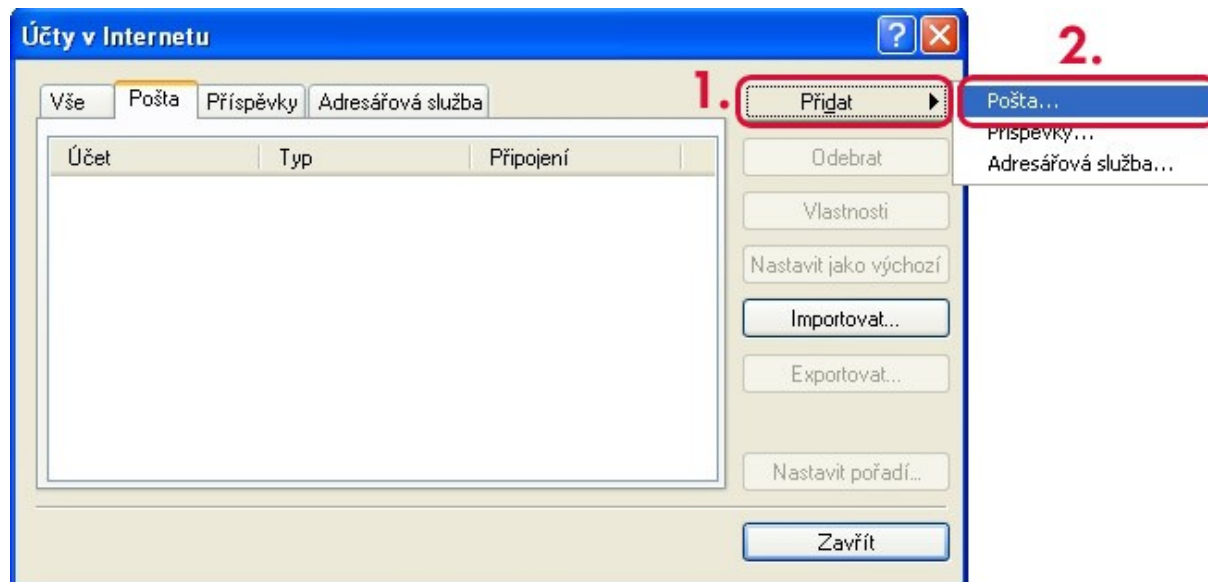 Účty v Internetu
2.
1.
Vše Pošta Příspěvky Adresářová služba
Přidat
Pošta...
Účet Typ Připojení
Odebrat
Příspěvky...
Adresářová služba...
Vlastnosti
Nastavit jako výchozí
Importovat...
Exportovat...
Nastavit pořadí...
Zavřít